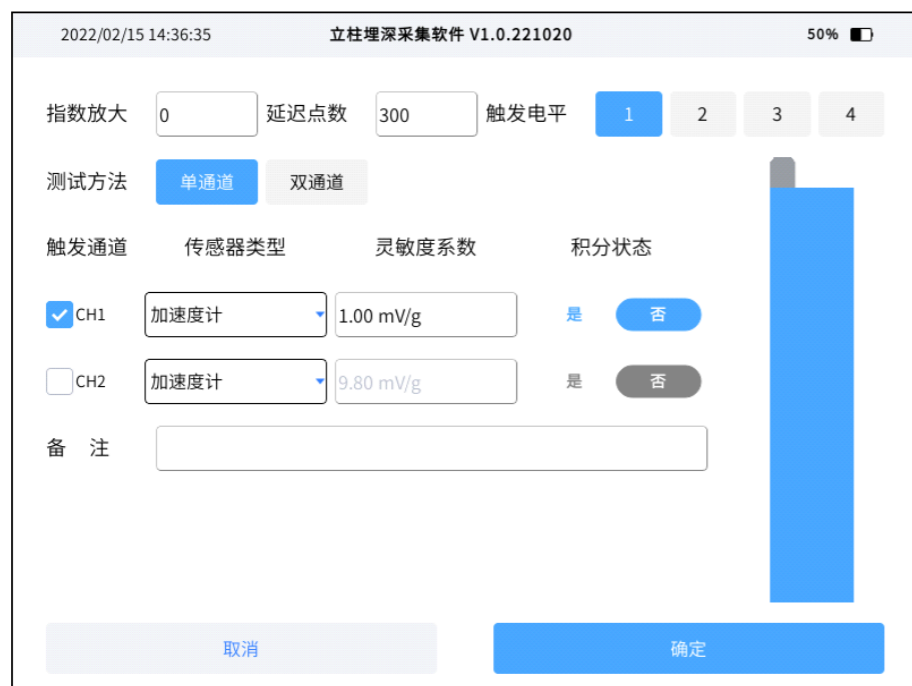 2022/02/15 14:36:35 立柱埋深采集软件 V1.0.221020 50%
指数放大 0 延迟点数 300 触发电平 1 2 3 4
测试方法 单通道 双通道
触发通道 传感器类型 灵敏度系数 积分状态
CH1 加速度计 1.00 mV/g 是 否
CH2 加速度计 9.80 mV/g 是 否
备 注
取消 确定